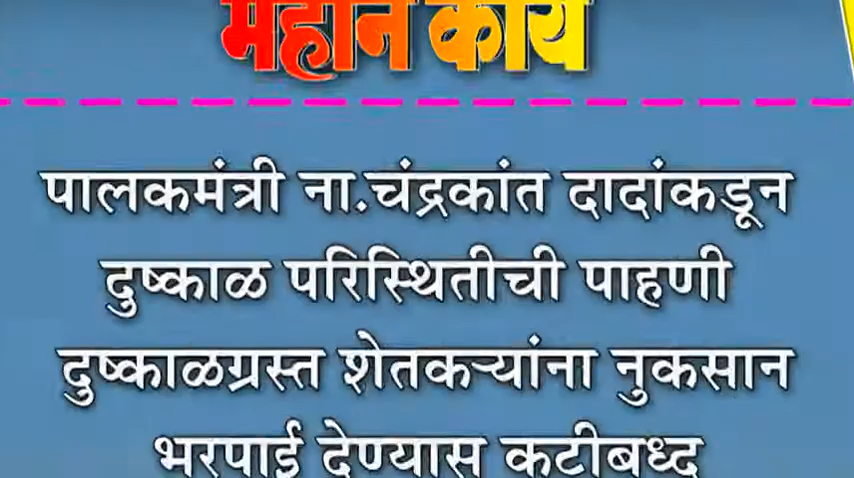 महान कार्य
पालकमंत्री ना.चंद्रकांत दादांकडून
दुष्काळ परिस्थितीची पाहणी
दुष्काळग्रस्त शेतकऱ्यांना नुकसान
भरपाई देण्यास कटीबध्द